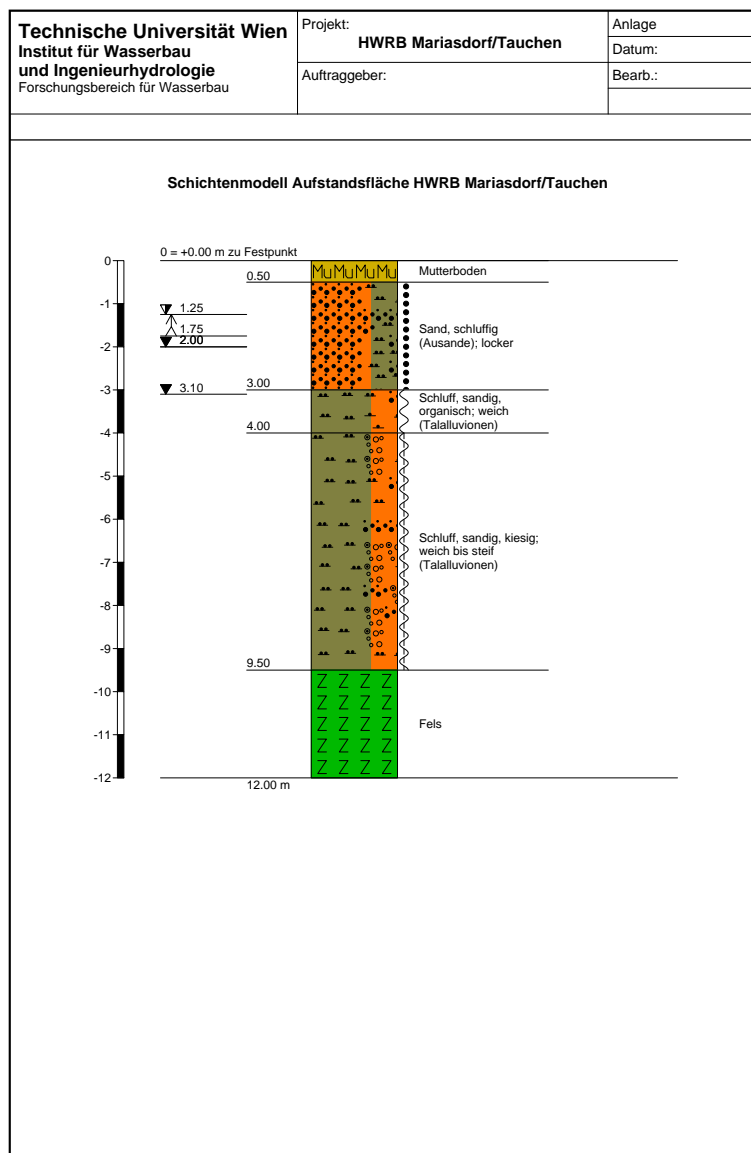 Technische Universität Wien
Institut für Wasserbau
und Ingenieurhydrologie
Forschungsbereich für Wasserbau
Projekt:
HWRB Mariasdorf/Tauchen
Auftraggeber:
Anlage
Datum:
Bearb.:
Schichtenmodell Aufstandsfläche HWRB Mariasdorf/Tauchen
0 = +0.00 m zu Festpunkt
0
-1
-2
-3
-4
-5
-6
-7
-8
-9
-10
-11
-12
1.25
1.75
2.00
3.10
0.50
3.00
4.00
9.50
12.00 m
Mu Mu Mu Mu
Z Z Z Z
Z Z Z Z
Z Z Z Z
Z Z Z Z
Z Z Z Z
Mutterboden
Sand, schluffig
(Ausande); locker
Schluff, sandig,
organisch; weich
(Talalluvionen)
Schluff, sandig, kiesig;
weich bis steif
(Talalluvionen)
Fels